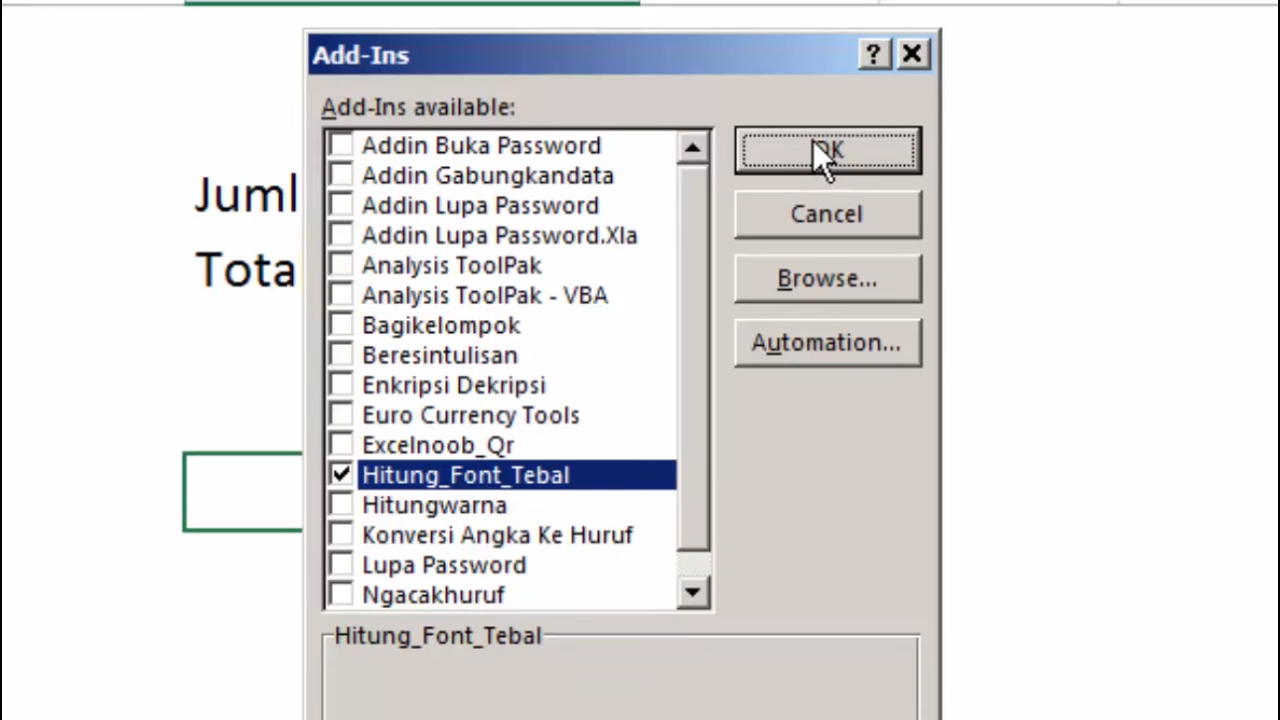 Add-Ins
Add-Ins available:
Addin Buka Password
Addin Gabungkandata
Addin Lupa Password
Addin Lupa Password.Xla
Analysis ToolPak
Analysis ToolPak - VBA
Bagikelompok
Beresintulisan
Enkripsi Dekripsi
Euro Currency Tools
Excelnoob_Qr
Hitung_Font_Tebal
Hitungwarna
Konversi Angka Ke Huruf
Lupa Password
Ngacakhuruf
OK
Cancel
Browse...
Automation...
Juml
Tota
Hitung_Font_Tebal